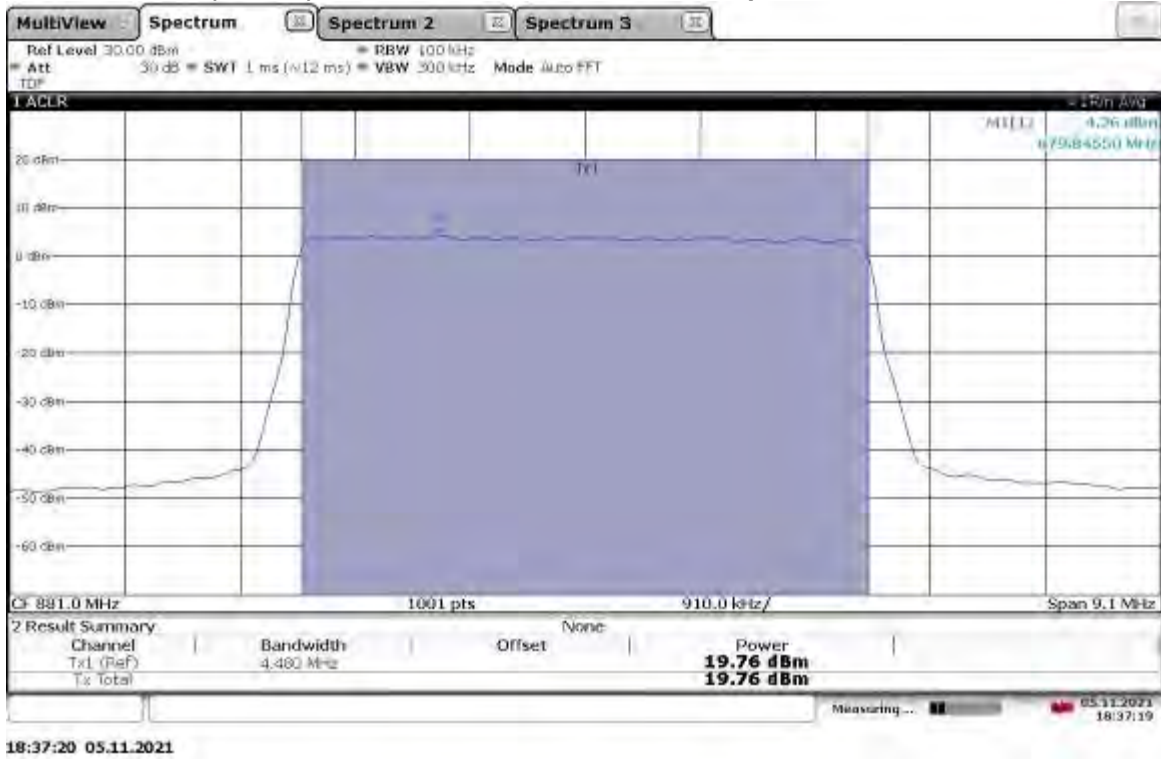 MultiView Spectrum Spectrum 2 Spectrum 3
Ref Level 30.00 dBm RBW 100 kHz
Att 30 dB SWT 1 ms (~12 ms) VBW 300 kHz Mode Auto FFT
TDF
1 ACLR 1Rm Avg
M1[1] 4.26 dBm
879.84550 MHz
20 dBm
Tx1
10 dBm
0 dBm
-10 dBm
-20 dBm
-30 dBm
-40 dBm
-50 dBm
-60 dBm
CF 881.0 MHz 1001 pts 910.0 kHz/ Span 9.1 MHz
2 Result Summary None
Channel Bandwidth Offset Power
Tx1 (Ref) 4.480 MHz 19.76 dBm
Tx Total 19.76 dBm
Measuring... 05.11.2021
18:37:19
18:37:20 05.11.2021